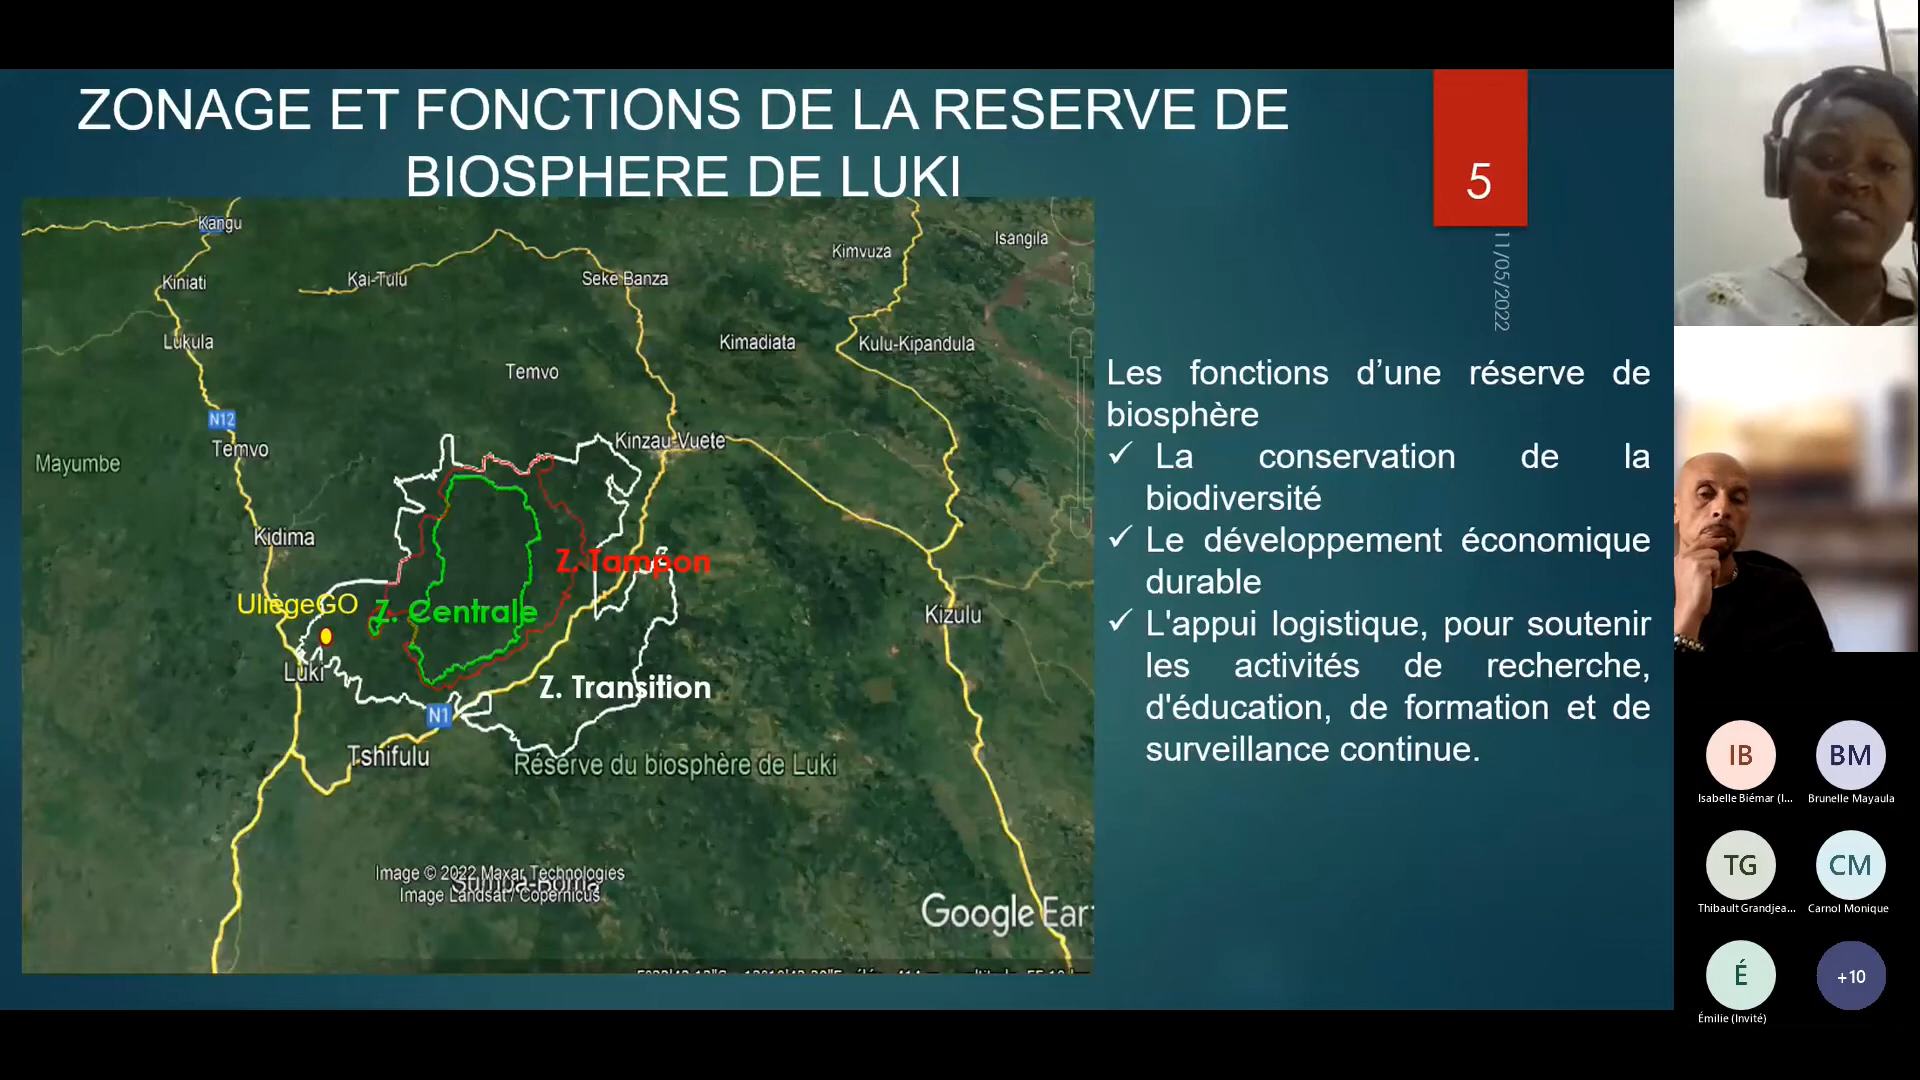 ZONAGE ET FONCTIONS DE LA RESERVE DE
BIOSPHERE DE LUKI
5
11/05/2022
Kangu
Kiniati
Kai-Tulu
Seke Banza
Kimvuza
Isangila
Lukula
Temvo
Kimadiata
Kulu-Kipandula
N12
Temvo
Kinzau-Vuete
Mayumbe
Kidima
Z. Tampon
UliègeGO
Z. Centrale
Kizulu
Luki
Z. Transition
N1
Tshifulu
Réserve du biosphère de Luki
Image © 2022 Maxar Technologies
Image Landsat / Copernicus
Google Ear
Les fonctions d’une réserve de
biosphère
✓ La conservation de la
biodiversité
✓ Le développement économique
durable
✓ L'appui logistique, pour soutenir
les activités de recherche,
d'éducation, de formation et de
surveillance continue.
IB
Isabelle Biémar (I...
BM
Brunelle Mayaula
TG
Thibault Grandjea...
CM
Carnol Monique
É
Émilie (Invité)
+10